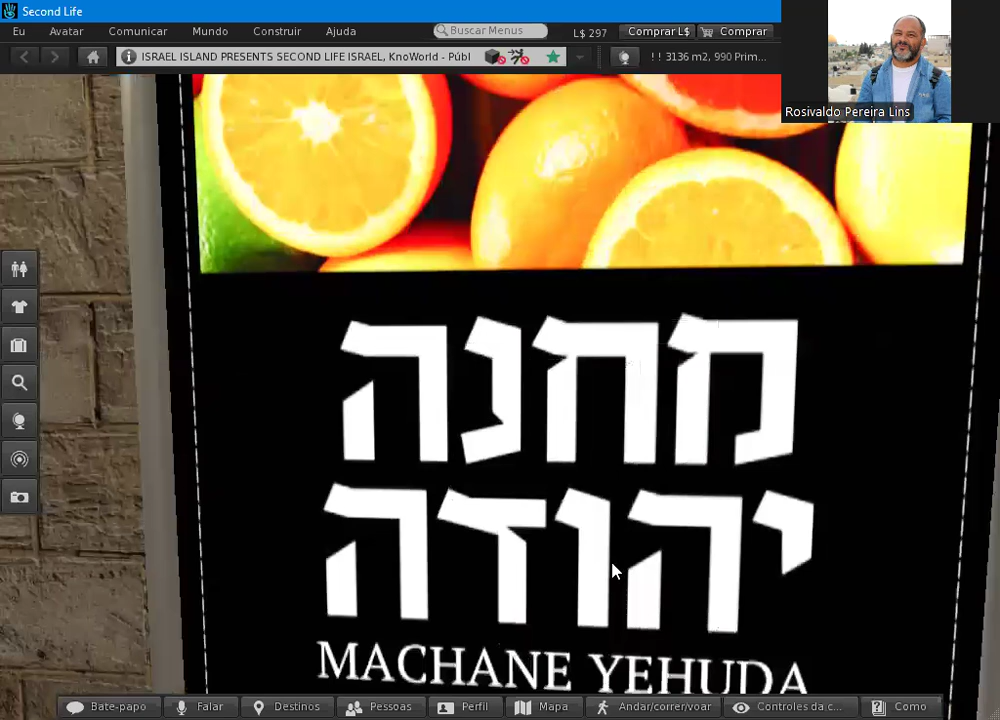 Second Life
Eu Avatar Comunicar Mundo Construir Ajuda
Buscar Menus
L$ 297
Comprar L$
Comprar
ISRAEL ISLAND PRESENTS SECOND LIFE ISRAEL, KnoWorld - Públ
!! 3136 m2, 990 Prim...
Rosivaldo Pereira Lins
מחנה
יהודה
MACHANE YEHUDA
Bate-papo Falar Destinos Pessoas Perfil Mapa Andar/correr/voar Controles da c... Como